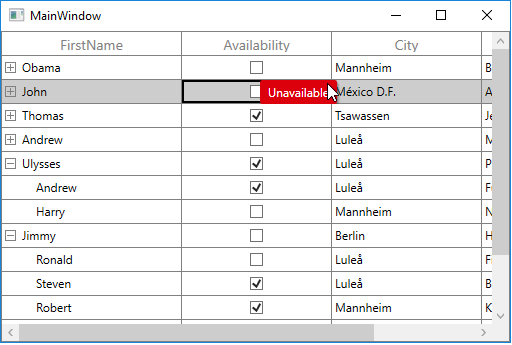 MainWindow
FirstName Availability City
Obama Mannheim B
John Unavailable México D.F. A
Thomas Tsawassen Je
Andrew Luleå H
Ulysses Luleå P
Andrew Luleå Fu
Harry Mannheim N
Jimmy Berlin H
Ronald Luleå F
Steven Luleå B
Robert Mannheim K